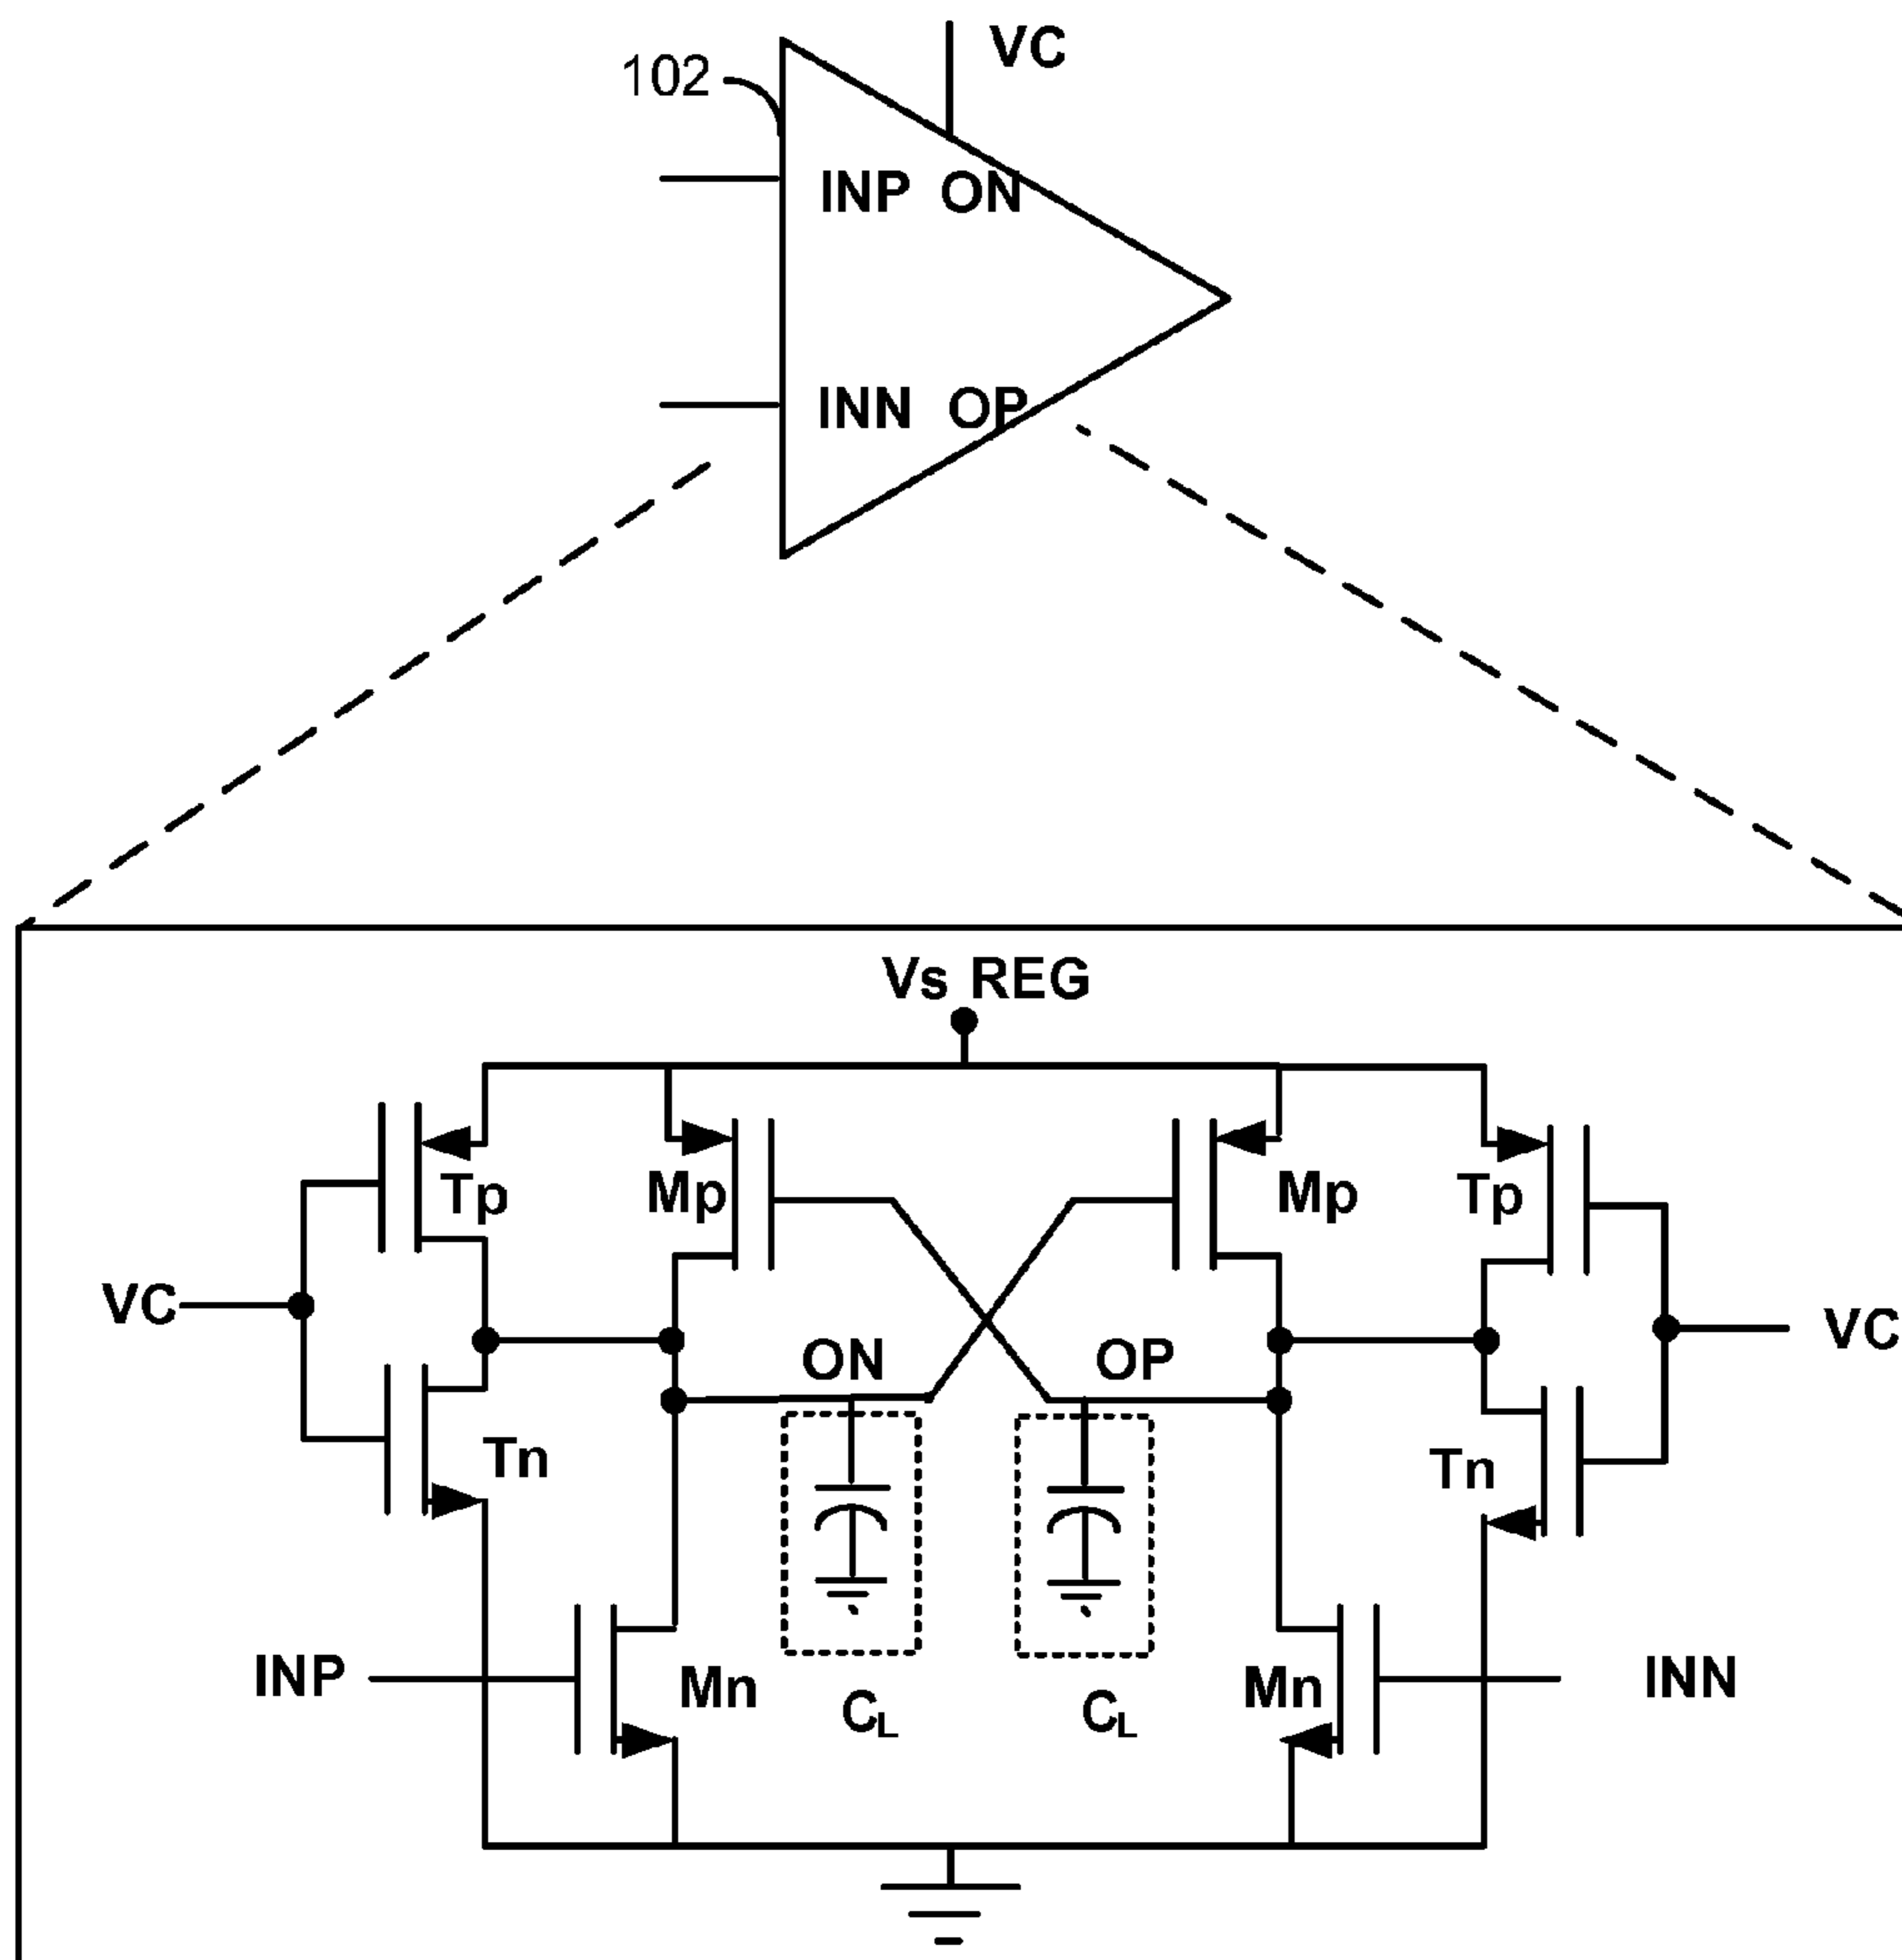 VC
102
INP ON
INN OP
Vs REG
Tp Mp Mp Tp
VC ON OP VC
Tn Tn
INP Mn CL CL Mn INN